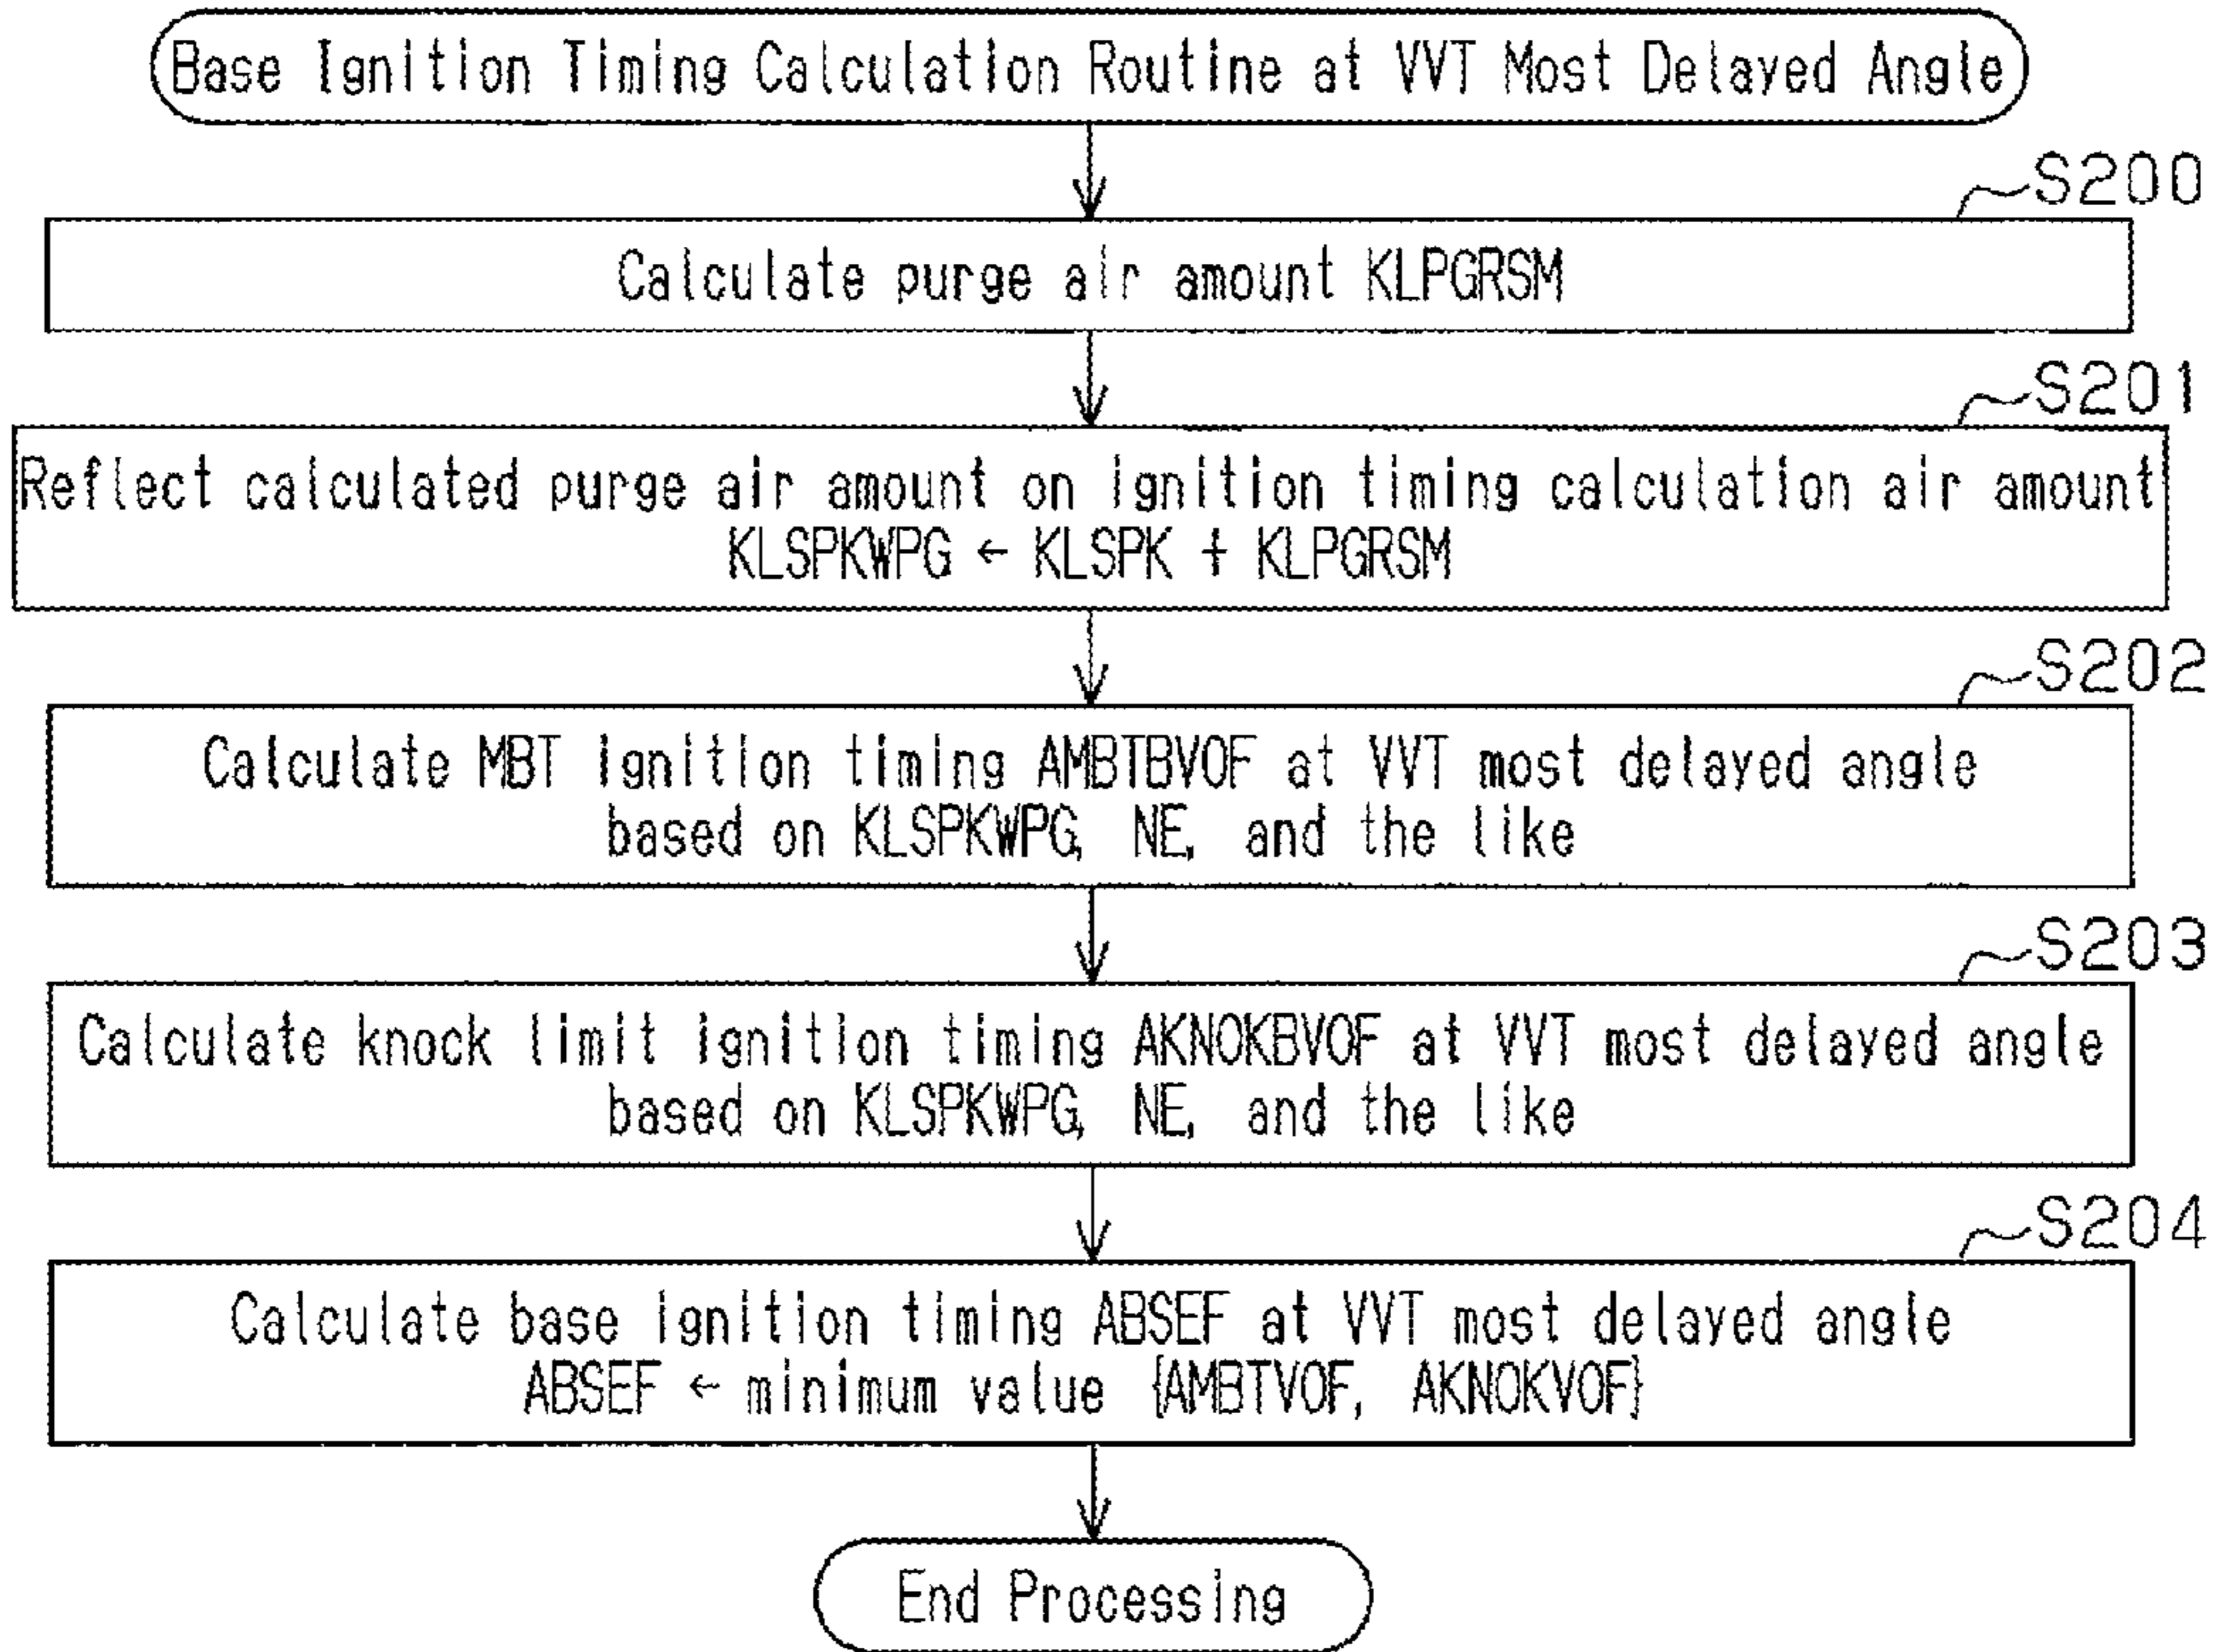 Base Ignition Timing Calculation Routine at VVT Most Delayed Angle
S200
Calculate purge air amount KLPGRSM
S201
Reflect calculated purge air amount on ignition timing calculation air amount
KLSPKWPG ← KLSPK + KLPGRSM
S202
Calculate MBT ignition timing AMBTBVOF at VVT most delayed angle
based on KLSPKWPG, NE, and the like
S203
Calculate knock limit ignition timing AKNOKBVOF at VVT most delayed angle
based on KLSPKWPG, NE, and the like
S204
Calculate base ignition timing ABSEF at VVT most delayed angle
ABSEF ← minimum value {AMBTVOF, AKNOKVOF}
End Processing